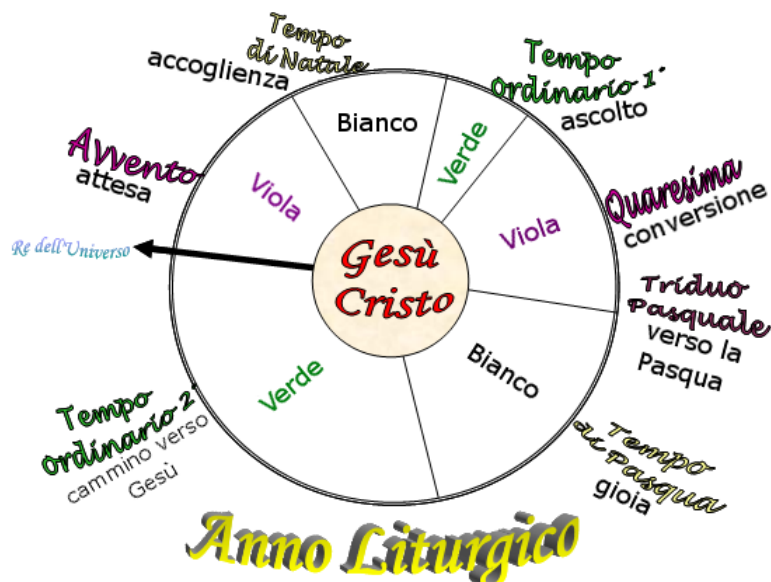 Tempo
di Natale
accoglienza
Tempo
Ordinario 1°
ascolto
Bianco
Verde
Avvento
attesa
Viola
Viola
Quaresima
conversione
Re dell'Universo
Gesù
Cristo
Triduo
Pasquale
verso la
Pasqua
Verde
Bianco
Tempo
Ordinario 2°
cammino verso
Gesù
Tempo
di Pasqua
gioia
Anno Liturgico